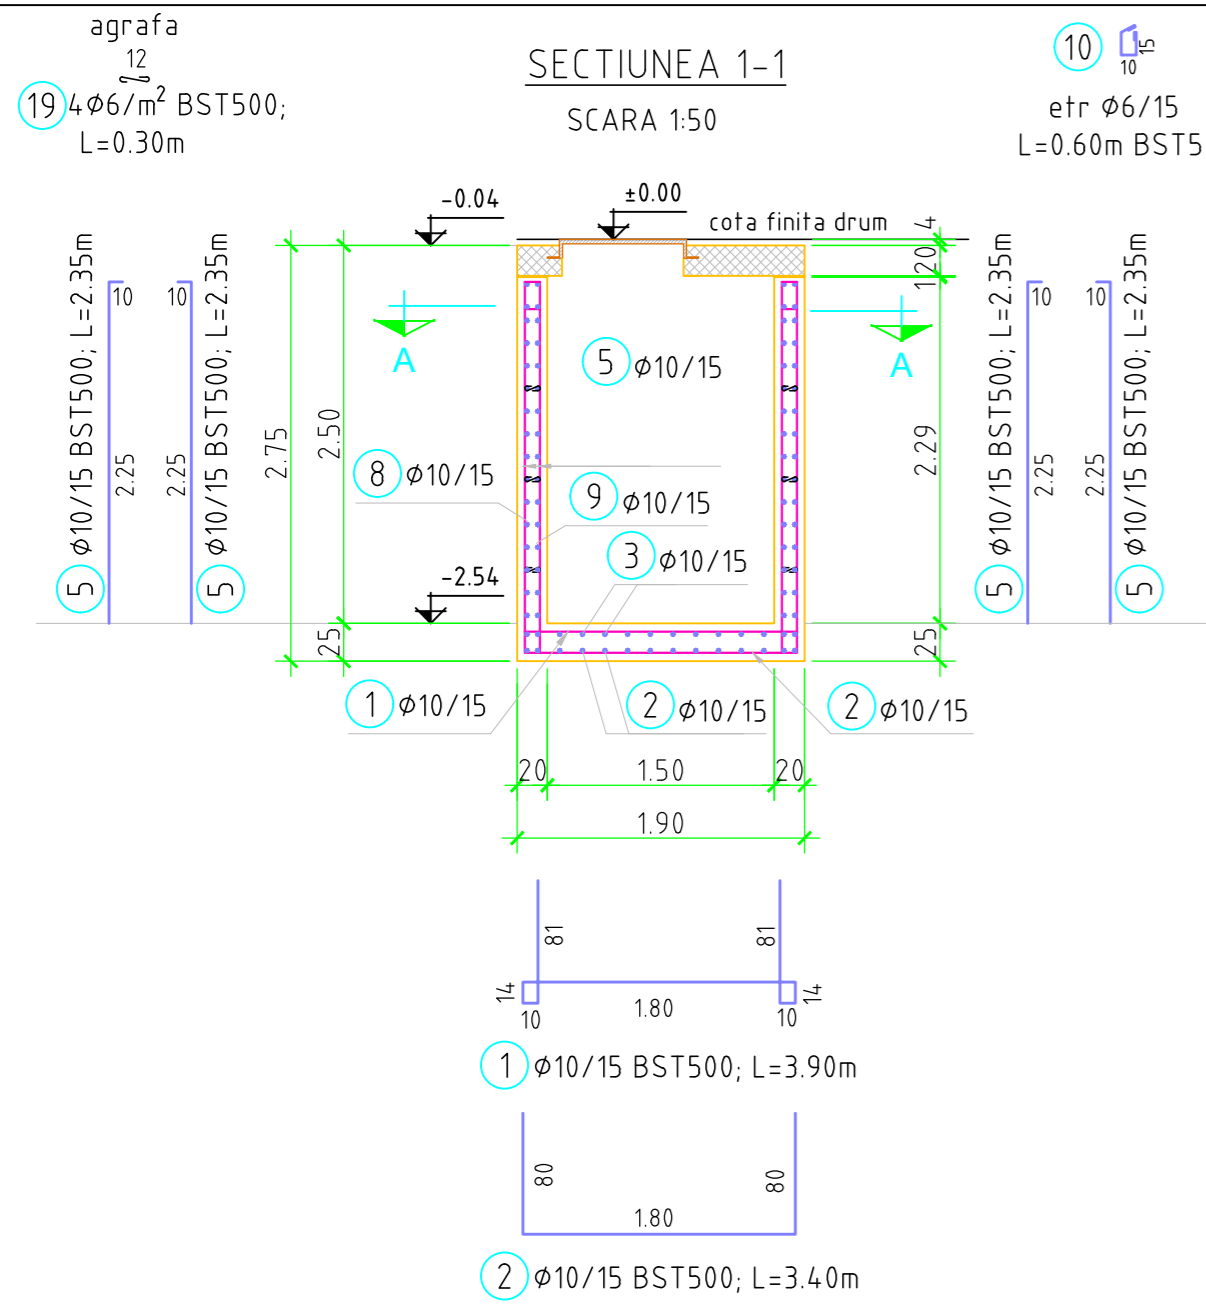 agrafa
12
19 4Φ6/m² BST500;
L=0.30m
SECTIUNEA 1-1
SCARA 1:50
10
15
10
etr Φ6/15
L=0.60m BST5
-0.04
±0.00
cota finita drum
4
20
1
5 Φ10/15 BST500; L=2.35m
10
2.25
10
2.25
5 Φ10/15 BST500; L=2.35m
2.75
2.50
A
A
5 Φ10/15
8 Φ10/15
9 Φ10/15
3 Φ10/15
-2.54
25
2.29
25
5 Φ10/15 BST500; L=2.35m
10
2.25
10
2.25
5 Φ10/15 BST500; L=2.35m
1 Φ10/15
2 Φ10/15
2 Φ10/15
20
1.50
20
1.90
81
81
14
10
1.80
10
14
1 Φ10/15 BST500; L=3.90m
80
80
1.80
2 Φ10/15 BST500; L=3.40m